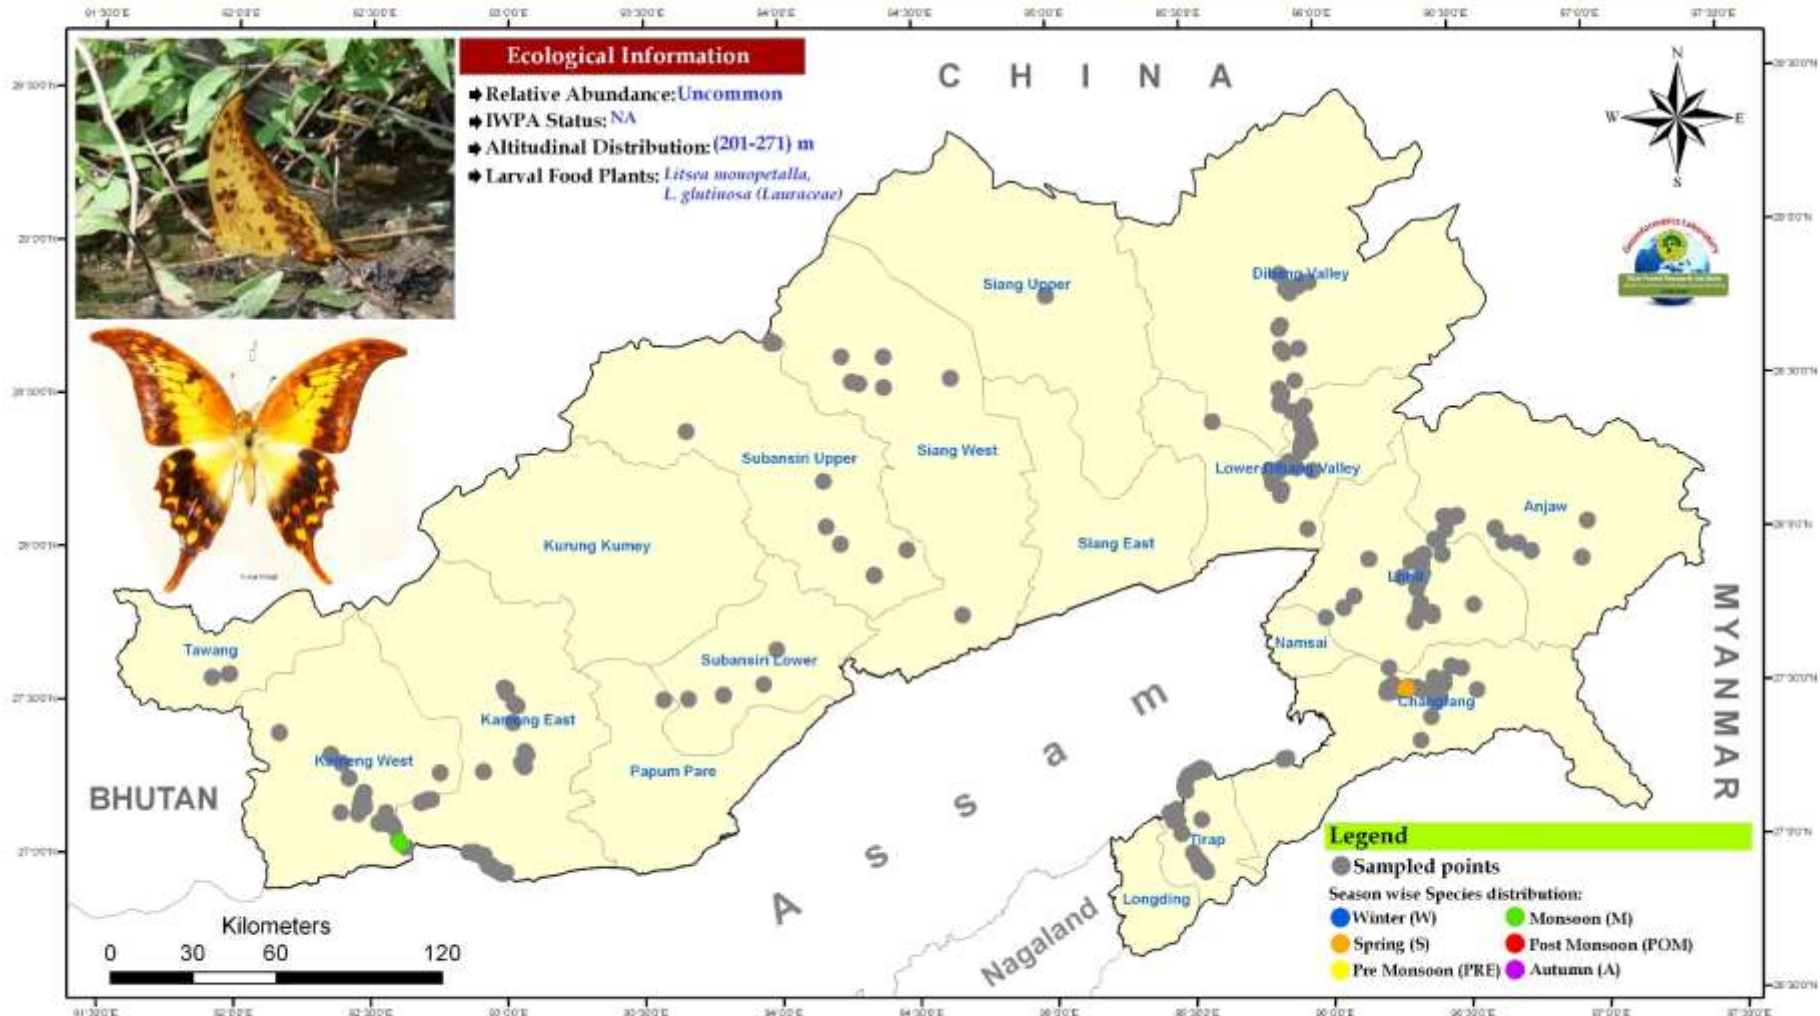 Ecological Information
Relative Abundance: Uncommon
IWPA Status: NA
Altitudinal Distribution: (201-271) m
Larval Food Plants: Litsea monopetalla,
L. glutinosa (Lauraceae)
C H I N A
N
W E
S
Geoinformatics Laboratory
Siang Upper
Dibang Valley
Subansiri Upper
Siang West
Lower Dibang Valley
Anjaw
Kurung Kumey
Siang East
Lohit
MYANMAR
Tawang
Subansiri Lower
Namsai
Changlang
Kameng East
Kameng West
Papum Pare
BHUTAN
A s s a m
Tirap
Longding
Nagaland
Kilometers
0 30 60 120
Legend
Sampled points
Season wise Species distribution:
Winter (W) Monsoon (M)
Spring (S) Post Monsoon (POM)
Pre Monsoon (PRE) Autumn (A)